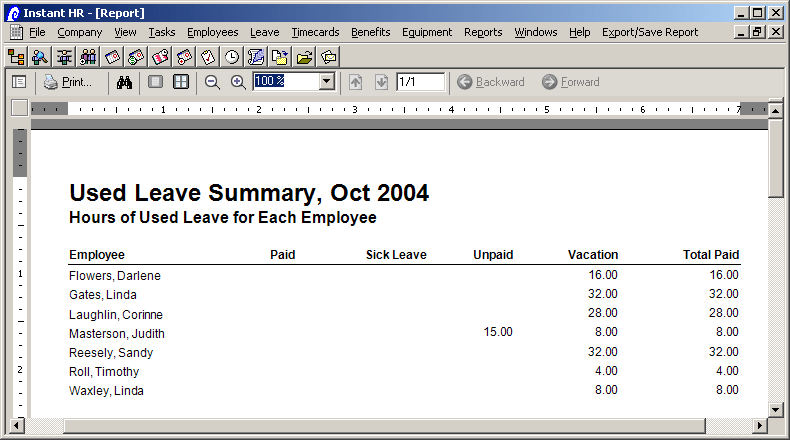 Instant HR - [Report]
File Company View Tasks Employees Leave Timecards Benefits Equipment Reports Windows Help Export/Save Report
Print... 100 % 1/1 Backward Forward
1 2 3 4 5 6 7
Used Leave Summary, Oct 2004
Hours of Used Leave for Each Employee
Employee Paid Sick Leave Unpaid Vacation Total Paid
1
Flowers, Darlene 16.00 16.00
Gates, Linda 32.00 32.00
Laughlin, Corinne 28.00 28.00
Masterson, Judith 15.00 8.00 8.00
Reesely, Sandy 32.00 32.00
2
Roll, Timothy 4.00 4.00
Waxley, Linda 8.00 8.00